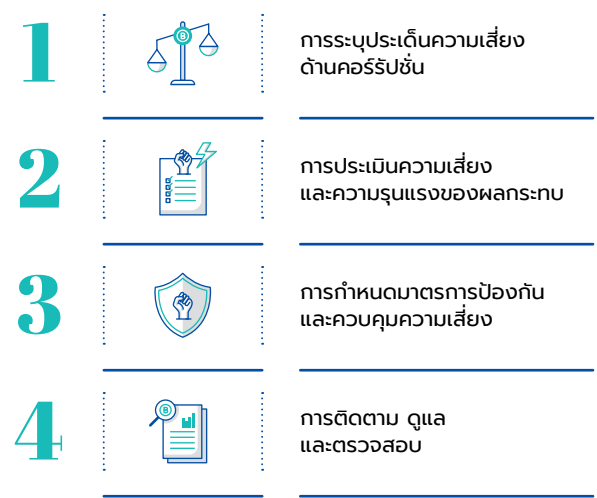 1
การระบุประเด็นความเสี่ยง
ด้านคอร์รัปชั่น
2
การประเมินความเสี่ยง
และความรุนแรงของผลกระทบ
3
การกำหนดมาตรการป้องกัน
และควบคุมความเสี่ยง
4
การติดตาม ดูแล
และตรวจสอบ